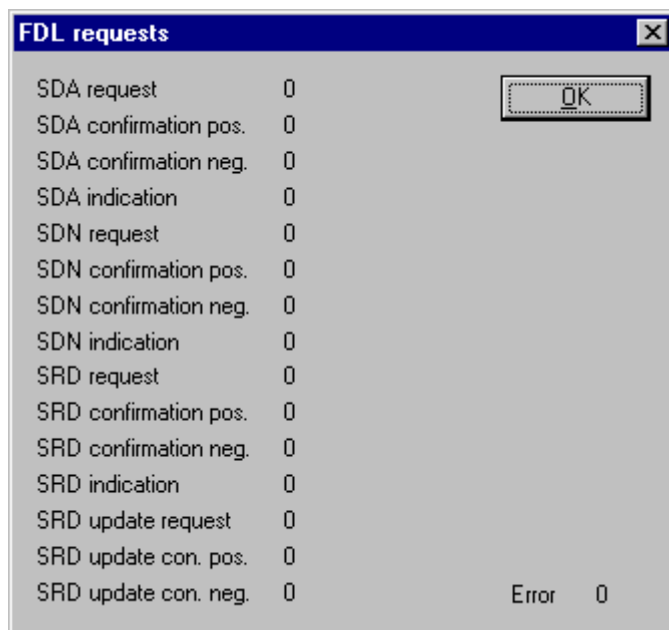 FDL requests
SDA request 0
OK
SDA confirmation pos. 0
SDA confirmation neg. 0
SDA indication 0
SDN request 0
SDN confirmation pos. 0
SDN confirmation neg. 0
SDN indication 0
SRD request 0
SRD confirmation pos. 0
SRD confirmation neg. 0
SRD indication 0
SRD update request 0
SRD update con. pos. 0
SRD update con. neg. 0
Error 0